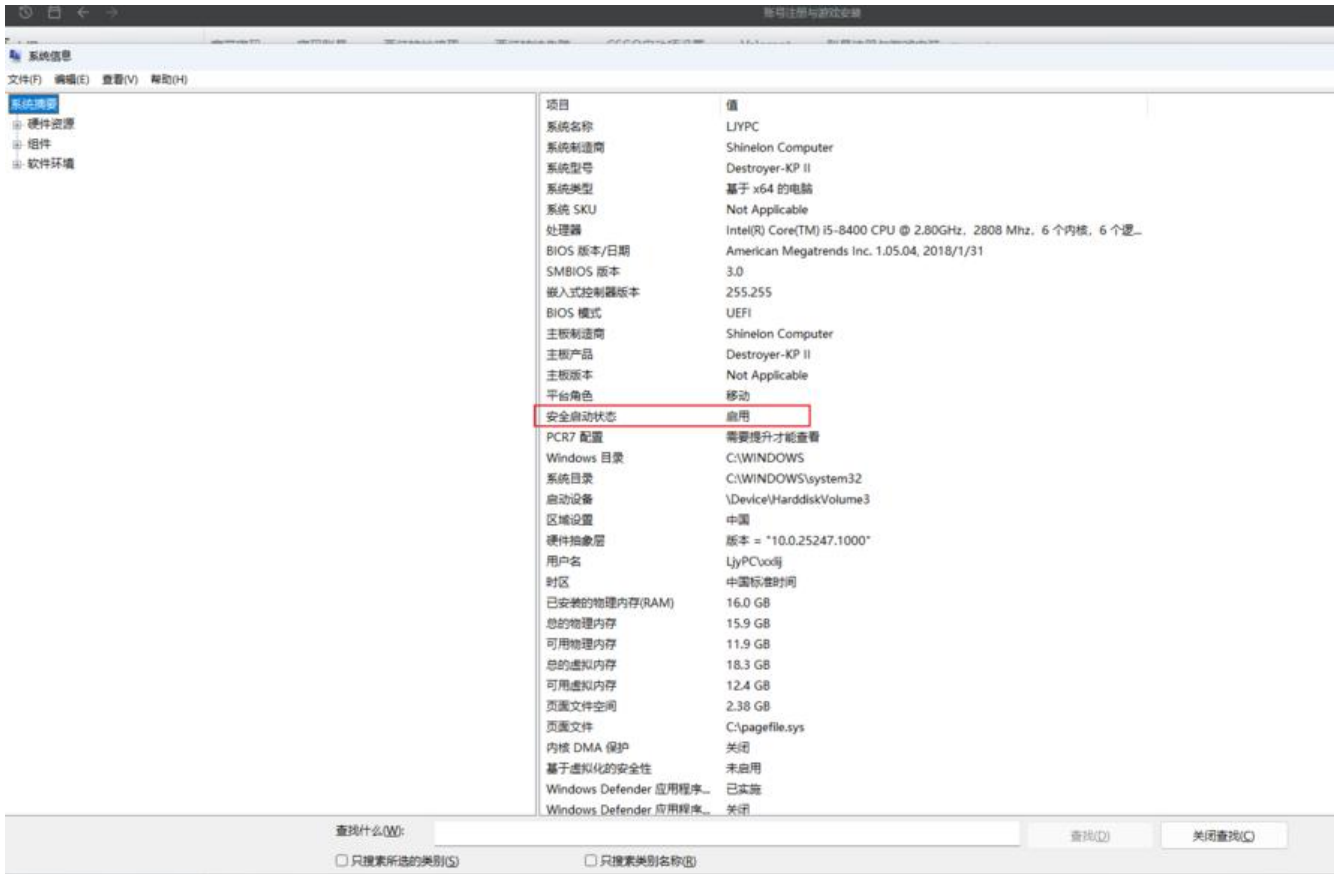 账号注册与游戏安装
系统信息
文件(F) 编辑(E) 查看(V) 帮助(H)
系统摘要
硬件资源
组件
软件环境
项目 值
系统名称 LJYPC
系统制造商 Shinelon Computer
系统型号 Destroyer-KP II
系统类型 基于 x64 的电脑
系统 SKU Not Applicable
处理器 Intel(R) Core(TM) i5-8400 CPU @ 2.80GHz，2808 Mhz，6 个内核，6 个逻...
BIOS 版本/日期 American Megatrends Inc. 1.05.04, 2018/1/31
SMBIOS 版本 3.0
嵌入式控制器版本 255.255
BIOS 模式 UEFI
主板制造商 Shinelon Computer
主板产品 Destroyer-KP II
主板版本 Not Applicable
平台角色 移动
安全启动状态 启用
PCR7 配置 需要提升才能查看
Windows 目录 C:\WINDOWS
系统目录 C:\WINDOWS\system32
启动设备 \Device\HarddiskVolume3
区域设置 中国
硬件抽象层 版本 = "10.0.25247.1000"
用户名
时区 中国标准时间
已安装的物理内存(RAM) 16.0 GB
总的物理内存 15.9 GB
可用物理内存 11.9 GB
总的虚拟内存 18.3 GB
可用虚拟内存 12.4 GB
页面文件空间 2.38 GB
页面文件 C:\pagefile.sys
内核 DMA 保护 关闭
基于虚拟化的安全性 未启用
Windows Defender 应用程序... 已实施
Windows Defender 应用程序... 关闭
查找什么(W):
查找(D) 关闭查找(C)
只搜索所选的类别(S) 只搜索类别名称(R)